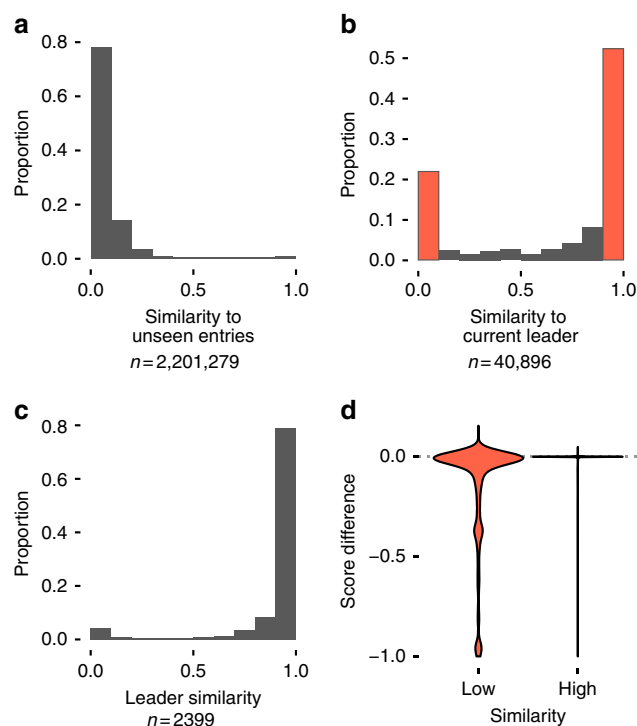 a
0.8
0.6
0.4
0.2
0.0
Proportion
0.0 0.5 1.0
Similarity to
unseen entries
n=2,201,279
b
0.5
0.4
0.3
0.2
0.1
0.0
Proportion
0.0 0.5 1.0
Similarity to
current leader
n=40,896
c
0.8
0.6
0.4
0.2
0.0
Proportion
0.0 0.5 1.0
Leader similarity
n=2399
d
0.0
−0.5
−1.0
Score difference
Low High
Similarity